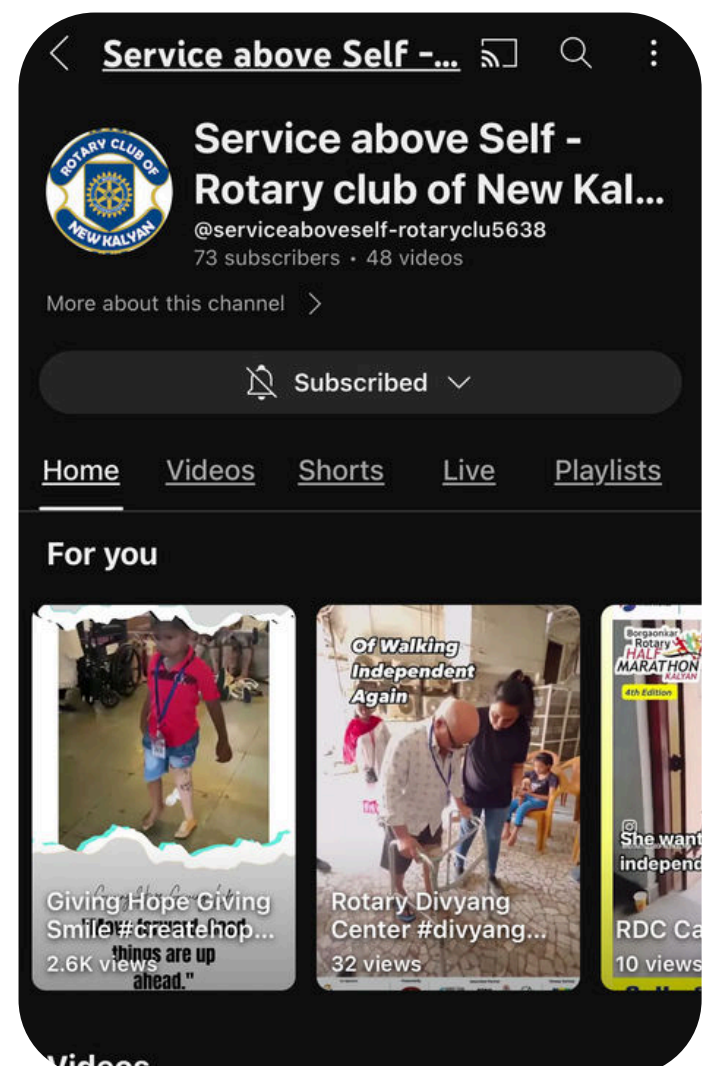 Service above Self -...
ROTARY CLUB OF
NEW KALYAN
Service above Self -
Rotary club of New Kal...
@serviceaboveself-rotaryclu5638
73 subscribers • 48 videos
More about this channel
Subscribed
Home Videos Shorts Live Playlists
For you
Giving Hope Giving
Smile #createhop...
things are up
2.6K views
ahead."
Of Walking
Independent
Again
Rotary Divyang
Center #divyang...
32 views
Borgaonkar
Rotary
HALF
MARATHON
KALYAN
4th Edition
She want
independ
RDC Ca
10 views
Videos